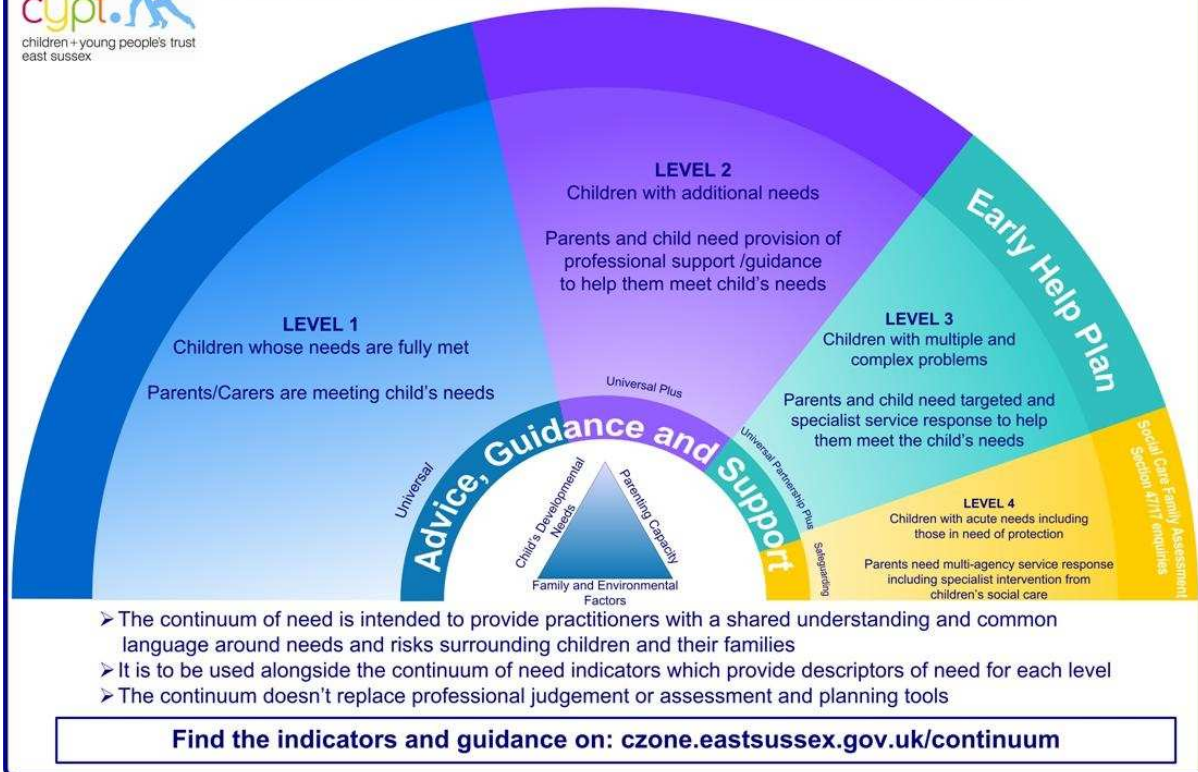 cypt.
children + young people's trust
east sussex
LEVEL 1
Children whose needs are fully met
Parents/Carers are meeting child's needs
LEVEL 2
Children with additional needs
Parents and child need provision of
professional support /guidance
to help them meet child's needs
Early Help Plan
LEVEL 3
Children with multiple and
complex problems
Parents and child need targeted and
specialist service response to help
them meet the child's needs
Social Care Family Assessment
Section 47/17 enquiries
LEVEL 4
Children with acute needs including
those in need of protection
Parents need multi-agency service response
including specialist intervention from
children's social care
Universal
Universal Plus
Universal Partnership Plus
Safeguarding
Advice, Guidance and Support
Child's Developmental
Needs
Parenting Capacity
Family and Environmental
Factors
➢ The continuum of need is intended to provide practitioners with a shared understanding and common
language around needs and risks surrounding children and their families
➢ It is to be used alongside the continuum of need indicators which provide descriptors of need for each level
➢ The continuum doesn't replace professional judgement or assessment and planning tools
Find the indicators and guidance on: czone.eastsussex.gov.uk/continuum